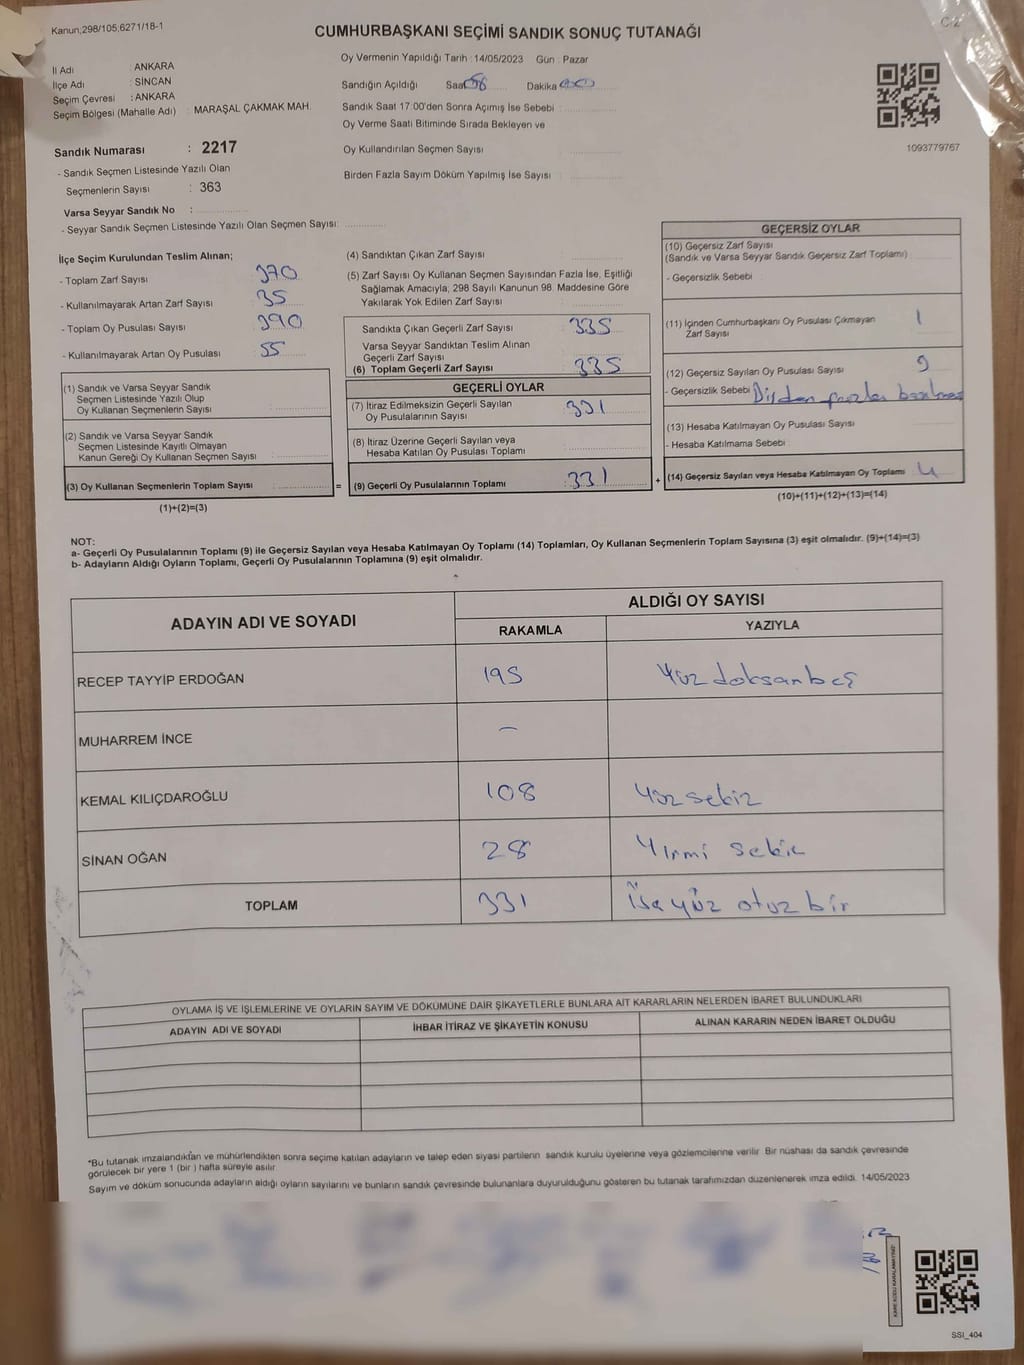 Kanun,298/105,6271/18-1
CUMHURBAŞKANI SEÇİMİ SANDIK SONUÇ TUTANAĞI
C-2
Oy Vermenin Yapıldığı Tarih : 14/05/2023 Gün : Pazar
İl Adı : ANKARA
İlçe Adı : SİNCAN
Seçim Çevresi : ANKARA
Seçim Bölgesi (Mahalle Adı) : MARAŞAL ÇAKMAK MAH.
Sandığın Açıldığı Saat Dakika
Sandık Saat 17:00'den Sonra Açımış İse Sebebi :
Oy Verme Saati Bitiminde Sırada Bekleyen ve
Oy Kullandırılan Seçmen Sayısı
Birden Fazla Sayım Döküm Yapılmış İse Sayısı
1093779767
Sandık Numarası : 2217
- Sandık Seçmen Listesinde Yazılı Olan
Seçmenlerin Sayısı : 363
Varsa Seyyar Sandık No :
- Seyyar Sandık Seçmen Listesinde Yazılı Olan Seçmen Sayısı:
İlçe Seçim Kurulundan Teslim Alınan;
- Toplam Zarf Sayısı 370
- Kullanılmayarak Artan Zarf Sayısı 35
- Toplam Oy Pusulası Sayısı 390
- Kullanılmayarak Artan Oy Pusulası 55
(1) Sandık ve Varsa Seyyar Sandık
Seçmen Listesinde Yazılı Olup
Oy Kullanan Seçmenlerin Sayısı
(2) Sandık ve Varsa Seyyar Sandık
Seçmen Listesinde Kayıtlı Olmayan
Kanun Gereği Oy Kullanan Seçmen Sayısı
(3) Oy Kullanan Seçmenlerin Toplam Sayısı =
(1)+(2)=(3)
(4) Sandıktan Çıkan Zarf Sayısı
(5) Zarf Sayısı Oy Kullanan Seçmen Sayısından Fazla İse, Eşitliği
Sağlamak Amacıyla; 298 Sayılı Kanunun 98. Maddesine Göre
Yakılarak Yok Edilen Zarf Sayısı
Sandıkta Çıkan Geçerli Zarf Sayısı 335
Varsa Seyyar Sandıktan Teslim Alınan
Geçerli Zarf Sayısı
(6) Toplam Geçerli Zarf Sayısı 335
GEÇERLİ OYLAR
(7) İtiraz Edilmeksizin Geçerli Sayılan 331
Oy Pusulalarının Sayısı
(8) İtiraz Üzerine Geçerli Sayılan veya
Hesaba Katılan Oy Pusulası Toplamı
(9) Geçerli Oy Pusulalarının Toplamı 331 +
GEÇERSİZ OYLAR
(10) Geçersiz Zarf Sayısı
(Sandık ve Varsa Seyyar Sandık Geçersiz Zarf Toplamı)
- Geçersizlik Sebebi :
(11) İçinden Cumhurbaşkanı Oy Pusulası Çıkmayan 1
Zarf Sayısı
(12) Geçersiz Sayılan Oy Pusulası Sayısı
- Geçersizlik Sebebi
(13) Hesaba Katılmayan Oy Pusulası Sayısı
- Hesaba Katılmama Sebebi
(14) Geçersiz Sayılan veya Hesaba Katılmayan Oy Toplamı 4
(10)+(11)+(12)+(13)=(14)
NOT:
a- Geçerli Oy Pusulalarının Toplamı (9) ile Geçersiz Sayılan veya Hesaba Katılmayan Oy Toplamı (14) Toplamları, Oy Kullanan Seçmenlerin Toplam Sayısına (3) eşit olmalıdır. (9)+(14)=(3)
b- Adayların Aldığı Oyların Toplamı, Geçerli Oy Pusulalarının Toplamına (9) eşit olmalıdır.
ADAYIN ADI VE SOYADI
ALDIĞI OY SAYISI
RAKAMLA YAZIYLA
RECEP TAYYİP ERDOĞAN 195 Yüz doksanbeş
MUHARREM İNCE -
KEMAL KILIÇDAROĞLU 108 Yüzsekiz
SİNAN OĞAN 28 Yirmi sekiz
TOPLAM 331 üçyüz otuz bir
OYLAMA İŞ VE İŞLEMLERİNE VE OYLARIN SAYIM VE DÖKÜMÜNE DAİR ŞİKAYETLERLE BUNLARA AİT KARARLARIN NELERDEN İBARET BULUNDUKLARI
ADAYIN ADI VE SOYADI İHBAR İTİRAZ VE ŞİKAYETİN KONUSU ALINAN KARARIN NEDEN İBARET OLDUĞU
*Bu tutanak imzalandıktan ve mühürlendikten sonra seçime katılan adayların ve talep eden siyasi partilerin sandık kurulu üyelerine veya gözlemcilerine verilir. Bir nüshası da sandık çevresinde
görülecek bir yere 1 (bir ) hafta süreyle asılır.
Sayım ve döküm sonucunda adayların aldığı oyların sayılarını ve bunların sandık çevresinde bulunanlara duyurulduğunu gösteren bu tutanak tarafımızdan düzenlenerek imza edildi. 14/05/2023
SSI_404